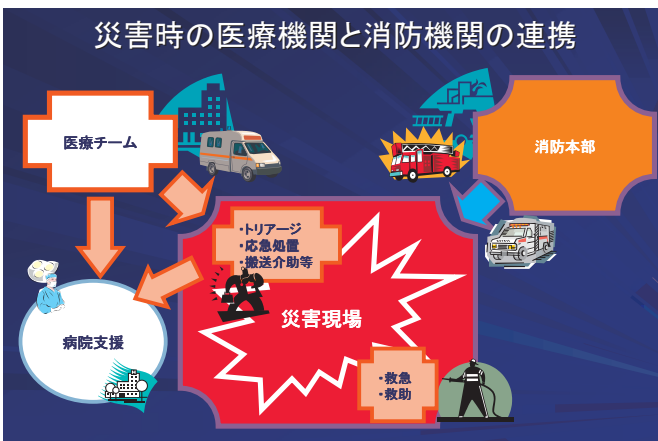 災害時の医療機関と消防機関の連携
医療チーム
消防本部
・トリアージ
・応急処置
・搬送介助等
災害現場
病院支援
・救急
・救助